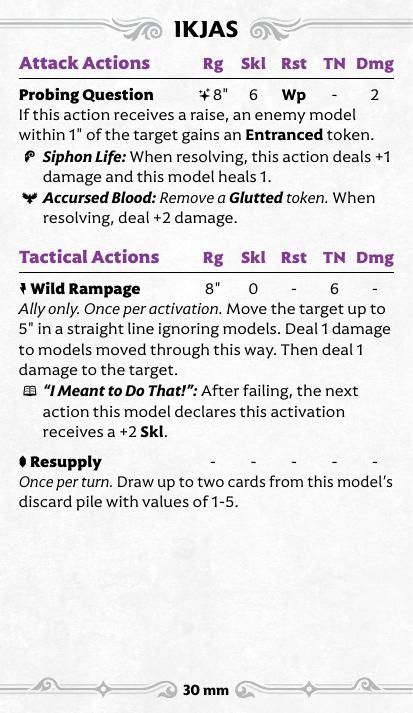 IKJAS
Attack Actions Rg Skl Rst TN Dmg
Probing Question 8" 6 Wp - 2
If this action receives a raise, an enemy model
within 1" of the target gains an Entranced token.
Siphon Life: When resolving, this action deals +1
damage and this model heals 1.
Accursed Blood: Remove a Glutted token. When
resolving, deal +2 damage.
Tactical Actions Rg Skl Rst TN Dmg
Wild Rampage 8" 0 - 6 -
Ally only. Once per activation. Move the target up to
5" in a straight line ignoring models. Deal 1 damage
to models moved through this way. Then deal 1
damage to the target.
"I Meant to Do That!": After failing, the next
action this model declares this activation
receives a +2 Skl.
Resupply - - - - -
Once per turn. Draw up to two cards from this model's
discard pile with values of 1-5.
30 mm